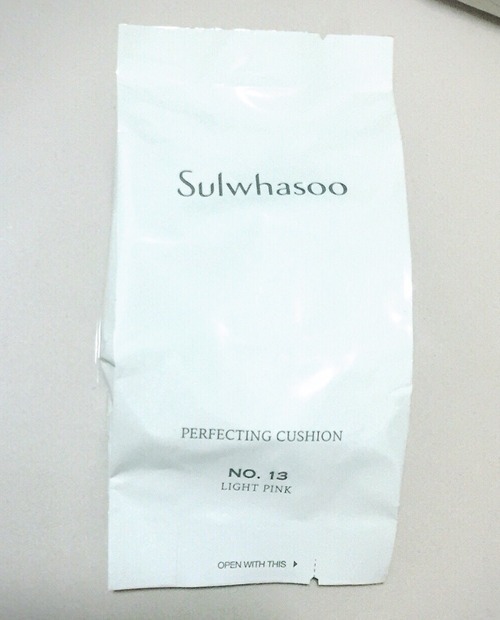 Sulwhasoo
PERFECTING CUSHION
NO. 13
LIGHT PINK
OPEN WITH THIS